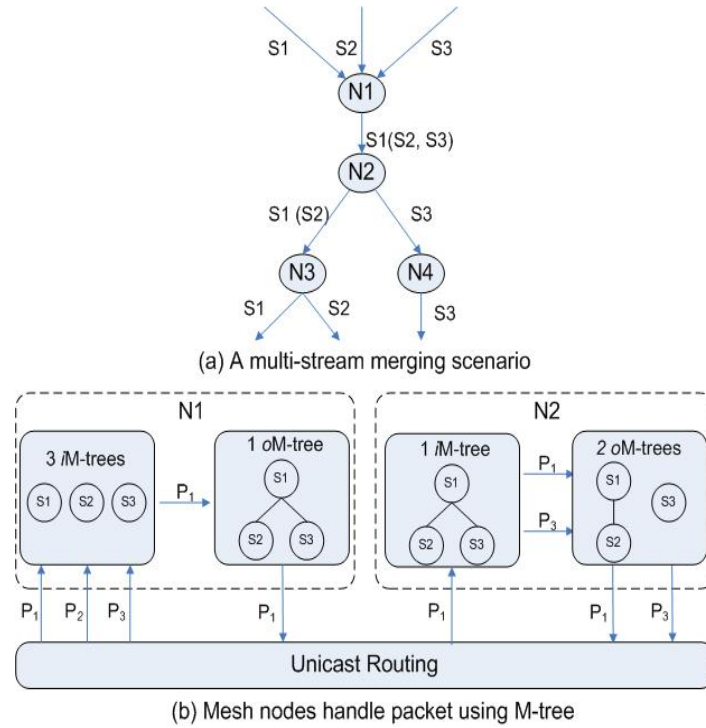 S1 S2 S3
N1
S1(S2, S3)
N2
S1 (S2) S3
N3 N4
S1 S2 S3
(a) A multi-stream merging scenario
N1 N2
3 iM-trees 1 oM-tree 1 iM-tree 2 oM-trees
S1 S2 S3 P1 S1 S2 S3 S1 S2 S3 P1 P3 S1 S3 S2
P1 P2 P3 P1 P1 P1 P3
Unicast Routing
(b) Mesh nodes handle packet using M-tree